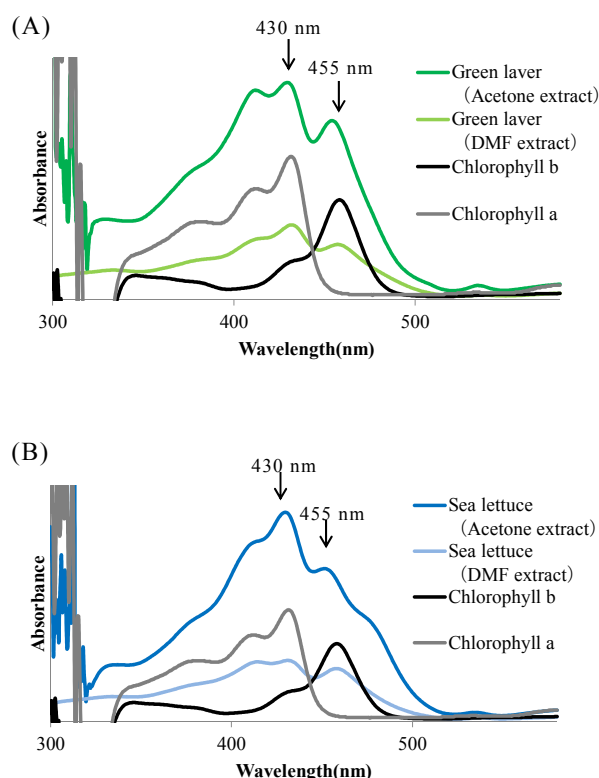 (A)
430 nm
455 nm
Green laver
（Acetone extract）
Green laver
（DMF extract）
Chlorophyll b
Chlorophyll a
Absorbance
300
400
500
Wavelength(nm)
(B)
430 nm
455 nm
Sea lettuce
（Acetone extract）
Sea lettuce
（DMF extract）
Chlorophyll b
Chlorophyll a
Absorbance
300
400
500
Wavelength(nm)